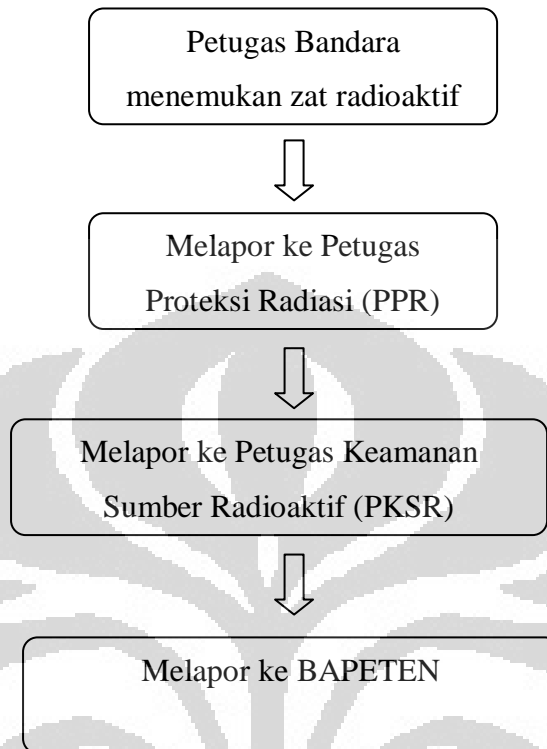 Petugas Bandara
menemukan zat radioaktif
Melapor ke Petugas
Proteksi Radiasi (PPR)
Melapor ke Petugas Keamanan
Sumber Radioaktif (PKSR)
Melapor ke BAPETEN